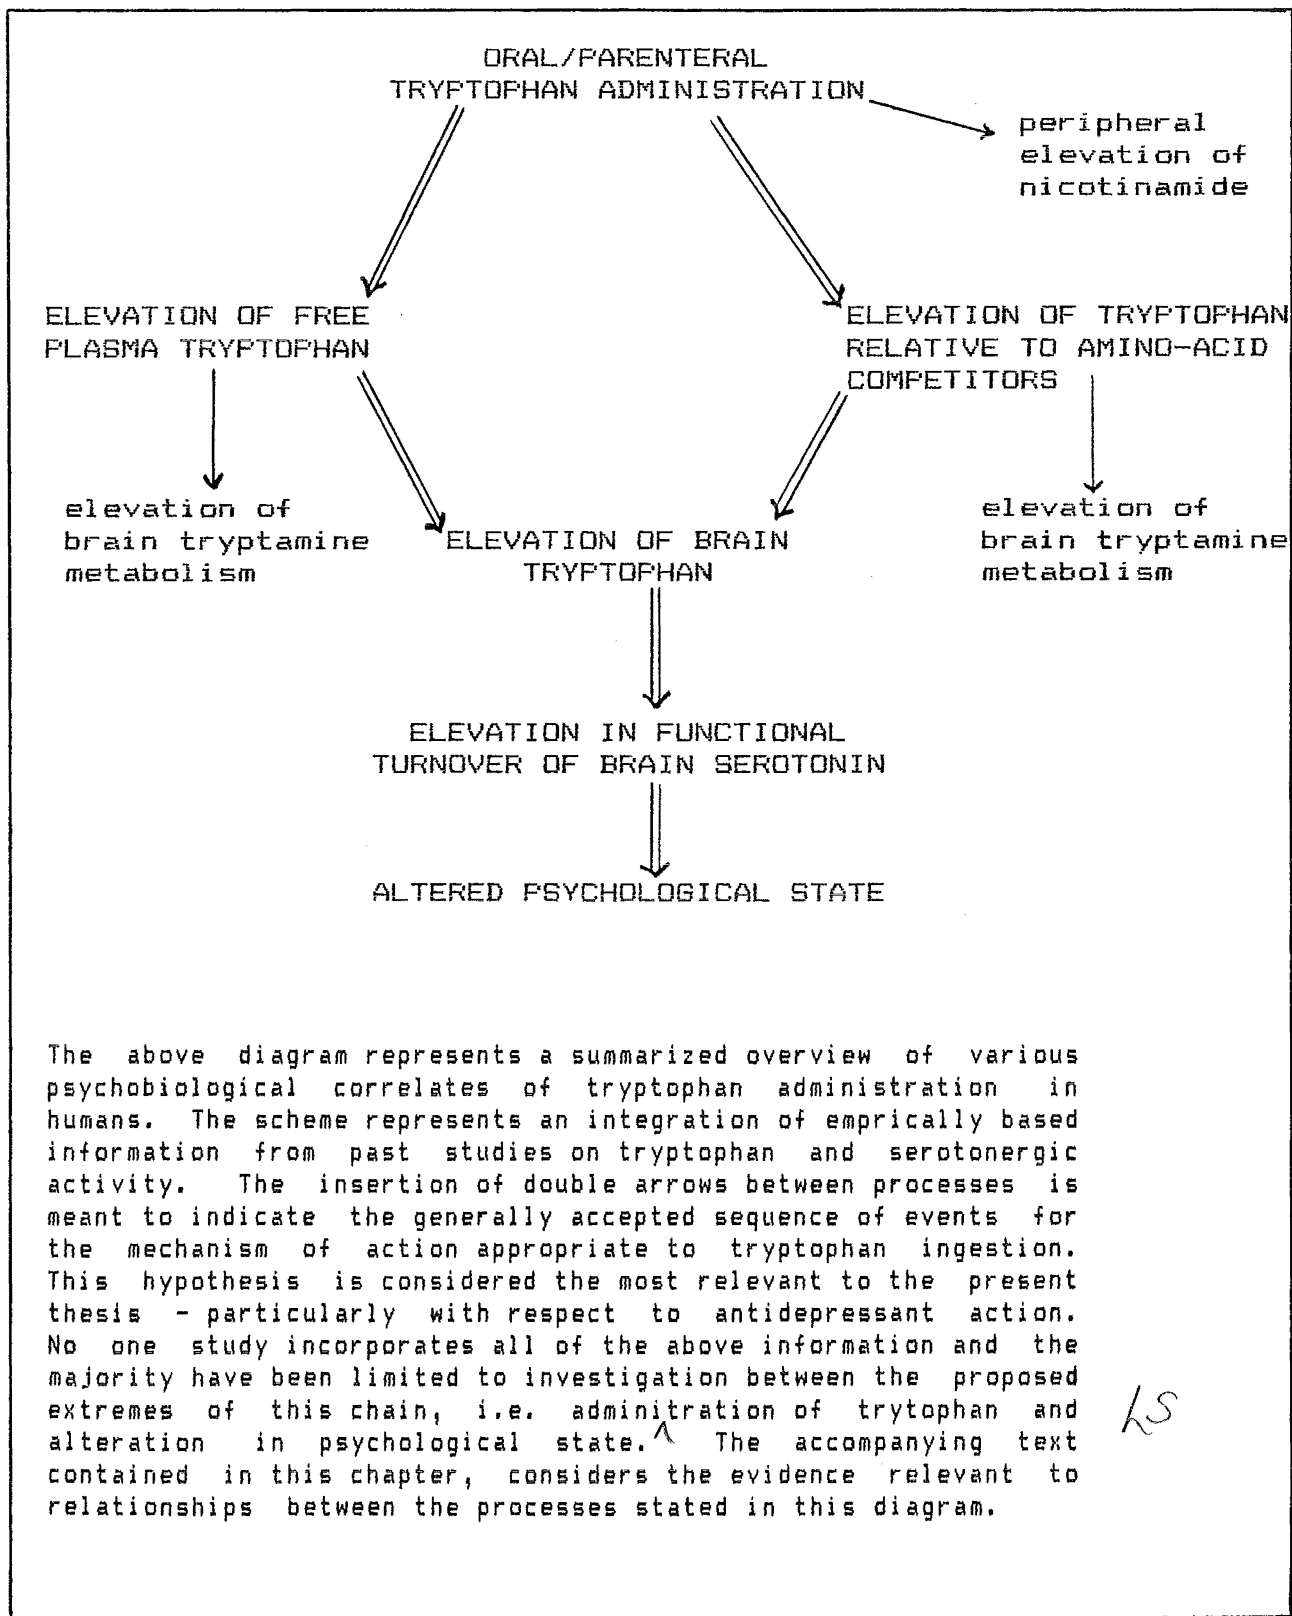 ORAL/PARENTERAL
TRYPTOPHAN ADMINISTRATION
peripheral
elevation of
nicotinamide
ELEVATION OF FREE
PLASMA TRYPTOPHAN
ELEVATION OF TRYPTOPHAN
RELATIVE TO AMINO-ACID
COMPETITORS
elevation of
brain tryptamine
metabolism
ELEVATION OF BRAIN
TRYPTOPHAN
elevation of
brain tryptamine
metabolism
ELEVATION IN FUNCTIONAL
TURNOVER OF BRAIN SEROTONIN
ALTERED PSYCHOLOGICAL STATE
The above diagram represents a summarized overview of various
psychobiological correlates of tryptophan administration in
humans. The scheme represents an integration of emprically based
information from past studies on tryptophan and serotonergic
activity. The insertion of double arrows between processes is
meant to indicate the generally accepted sequence of events for
the mechanism of action appropriate to tryptophan ingestion.
This hypothesis is considered the most relevant to the present
thesis - particularly with respect to antidepressant action.
No one study incorporates all of the above information and the
majority have been limited to investigation between the proposed
extremes of this chain, i.e. adminitration of trytophan and
alteration in psychological state. The accompanying text
contained in this chapter, considers the evidence relevant to
relationships between the processes stated in this diagram.